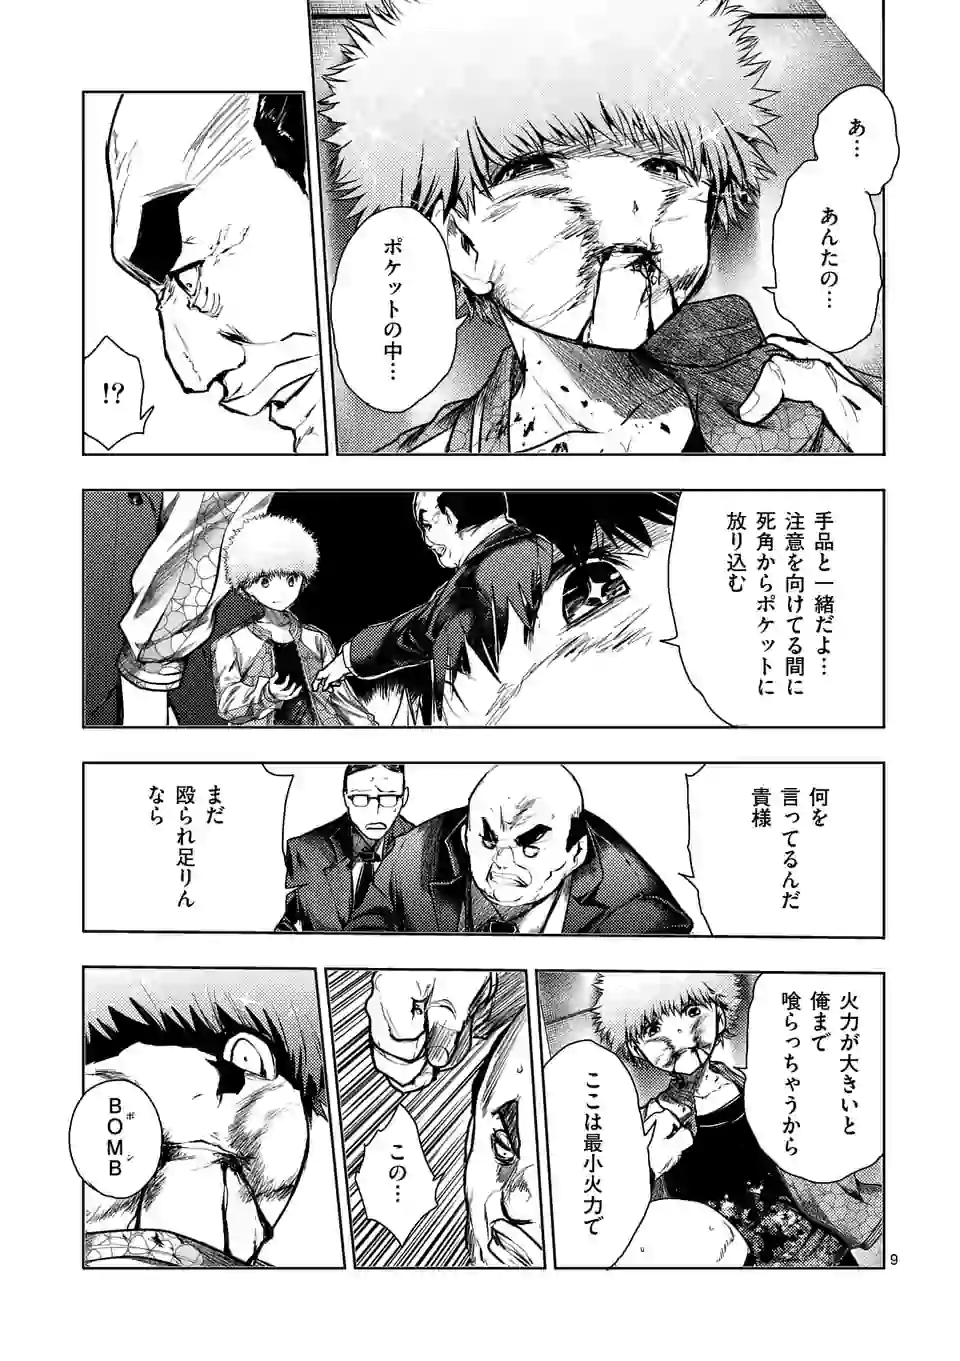 あ…
あんたの…
ポケットの中…
!?
手品と一緒だよ…
注意を向けてる間に
死角からポケットに
放り込む
何を
言ってるんだ
貴様
まだ
殴られ足りん
なら
火力が大きいと
俺まで
喰らっちゃうから
ここは最小火力で
この…
BOMB
ボン
9